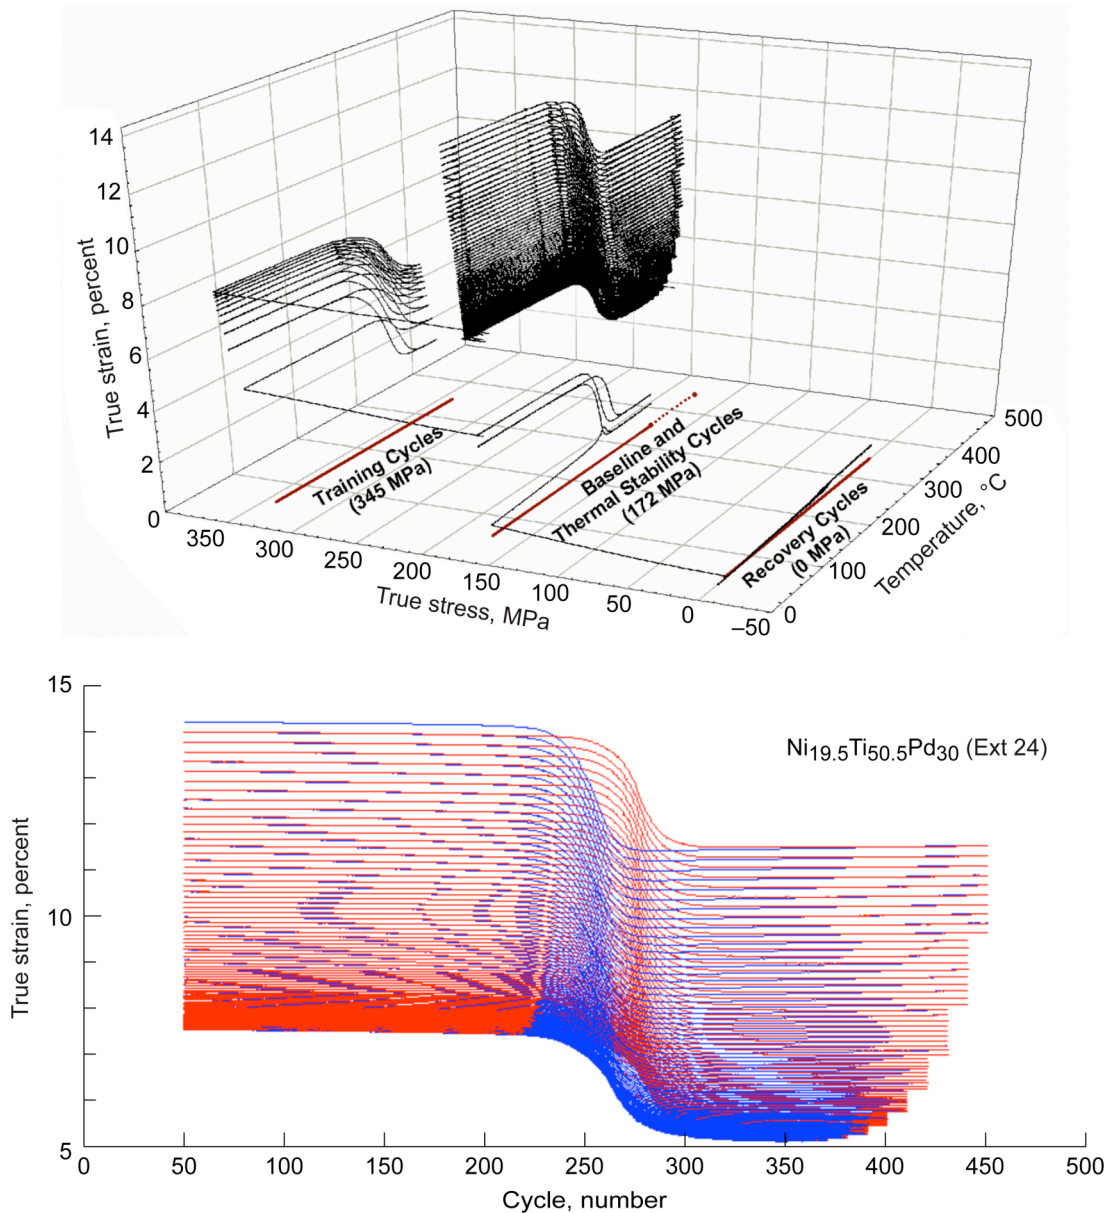 14
12
10
8
6
4
2
0
True strain, percent
350
300
250
200
150
100
50
0
–50
True stress, MPa
0
100
200
300
400
500
Temperature, °C
Training Cycles
(345 MPa)
Baseline and
Thermal Stability Cycles
(172 MPa)
Recovery Cycles
(0 MPa)
15
10
5
True strain, percent
Ni19.5Ti50.5Pd30 (Ext 24)
0
50
100
150
200
250
300
350
400
450
500
Cycle, number